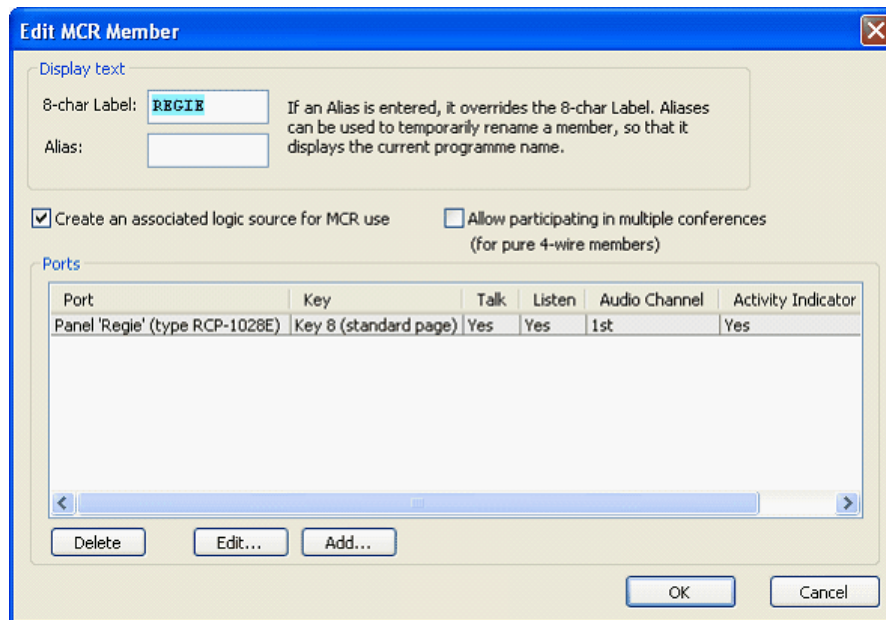 Edit MCR Member
Display text
8-char Label: REGIE
If an Alias is entered, it overrides the 8-char Label. Aliases
can be used to temporarily rename a member, so that it
displays the current programme name.
Alias:
Create an associated logic source for MCR use
Allow participating in multiple conferences
(for pure 4-wire members)
Ports
Port Key Talk Listen Audio Channel Activity Indicator
Panel 'Regie' (type RCP-1028E) Key 8 (standard page) Yes Yes 1st Yes
Delete Edit... Add...
OK Cancel